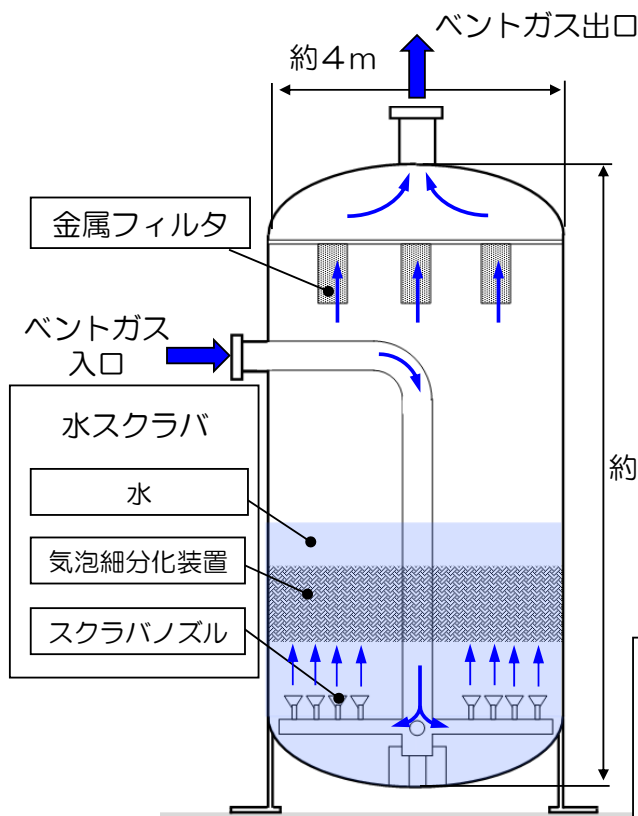 ベントガス出口
約4m
金属フィルタ
ベントガス
入口
水スクラバ
水
気泡細分化装置
スクラバノズル
約